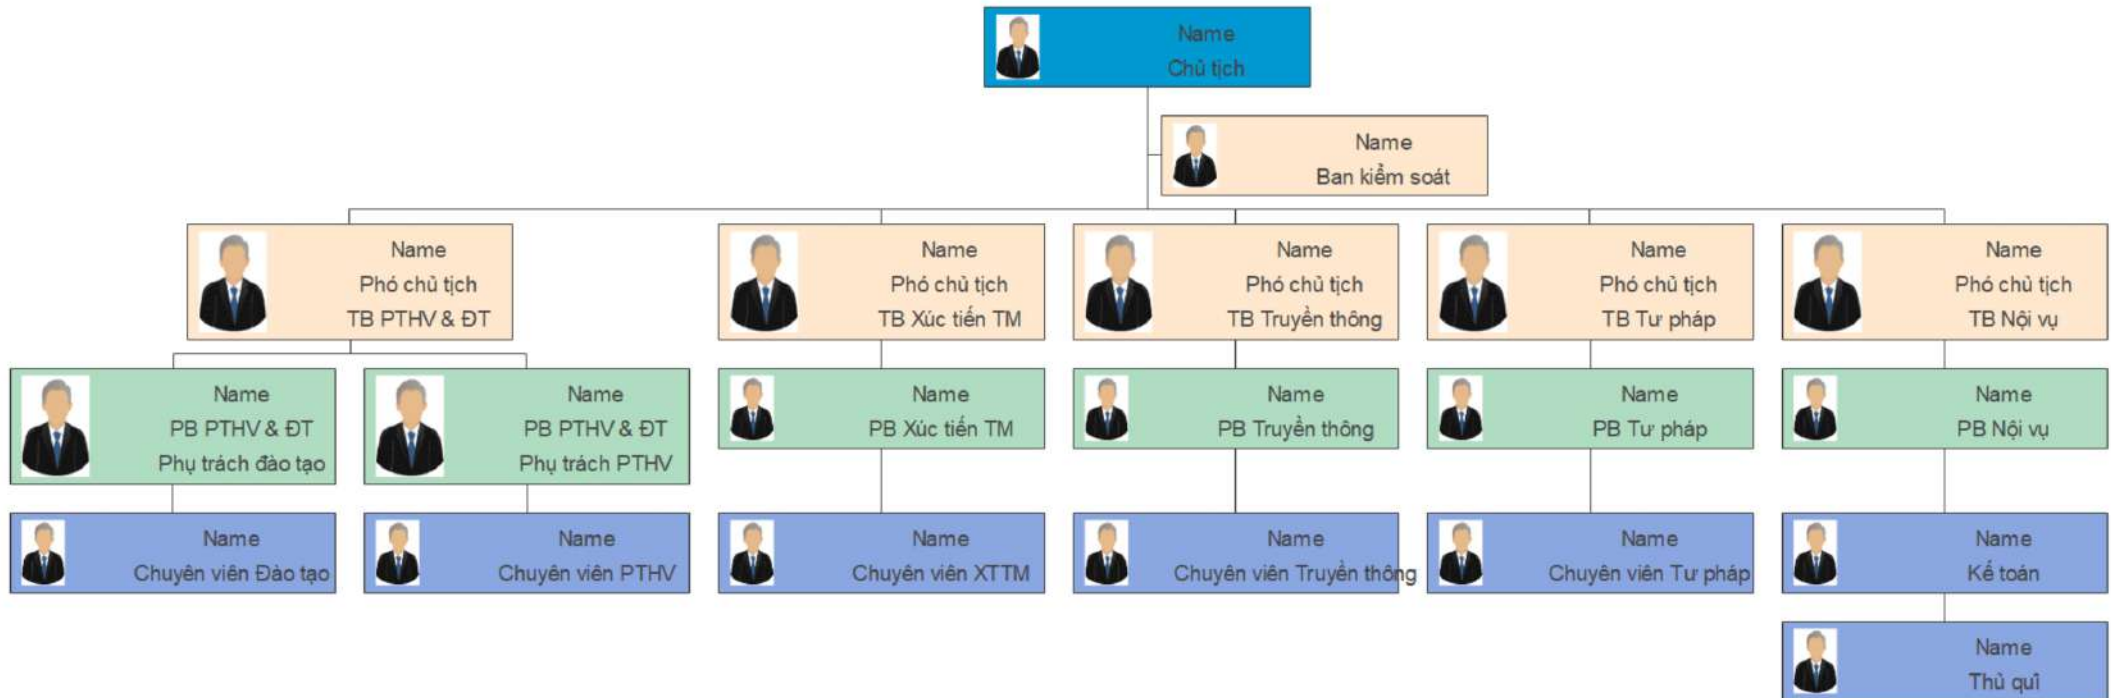 Name
Chủ tịch
Name
Ban kiểm soát
Name
Phó chủ tịch
TB PTHV & ĐT
Name
Phó chủ tịch
TB Xúc tiến TM
Name
Phó chủ tịch
TB Truyền thông
Name
Phó chủ tịch
TB Tư pháp
Name
Phó chủ tịch
TB Nội vụ
Name
PB PTHV & ĐT
Phụ trách đào tạo
Name
PB PTHV & ĐT
Phụ trách PTHV
Name
PB Xúc tiến TM
Name
PB Truyền thông
Name
PB Tư pháp
Name
PB Nội vụ
Name
Chuyên viên Đào tạo
Name
Chuyên viên PTHV
Name
Chuyên viên XTTM
Name
Chuyên viên Truyền thông
Name
Chuyên viên Tư pháp
Name
Kế toán
Name
Thủ quĩ